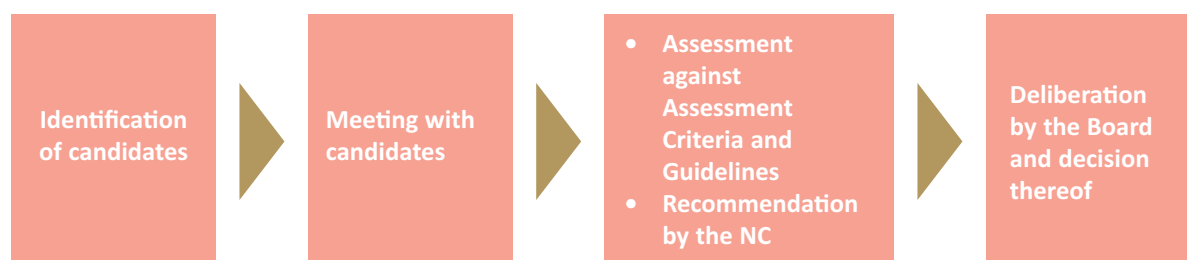 Identification
of candidates
Meeting with
candidates
• Assessment
against
Assessment
Criteria and
Guidelines
• Recommendation
by the NC
Deliberation
by the Board
and decision
thereof